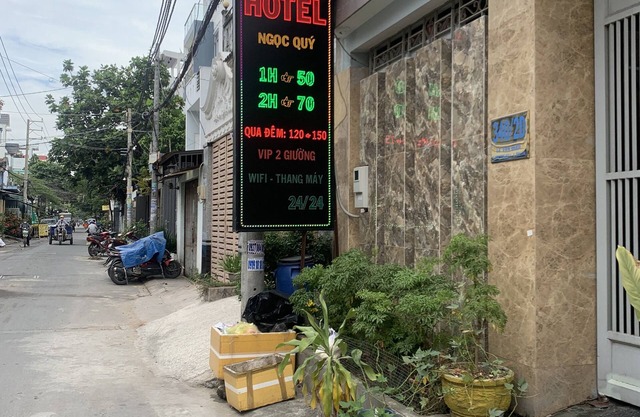 HOTEL
NGỌC QUÝ
1H 👉 50
2H 👉 70
QUA ĐÊM: 120 ➔ 150
VIP 2 GIƯỜNG
WIFI - THANG MÁY
24/24